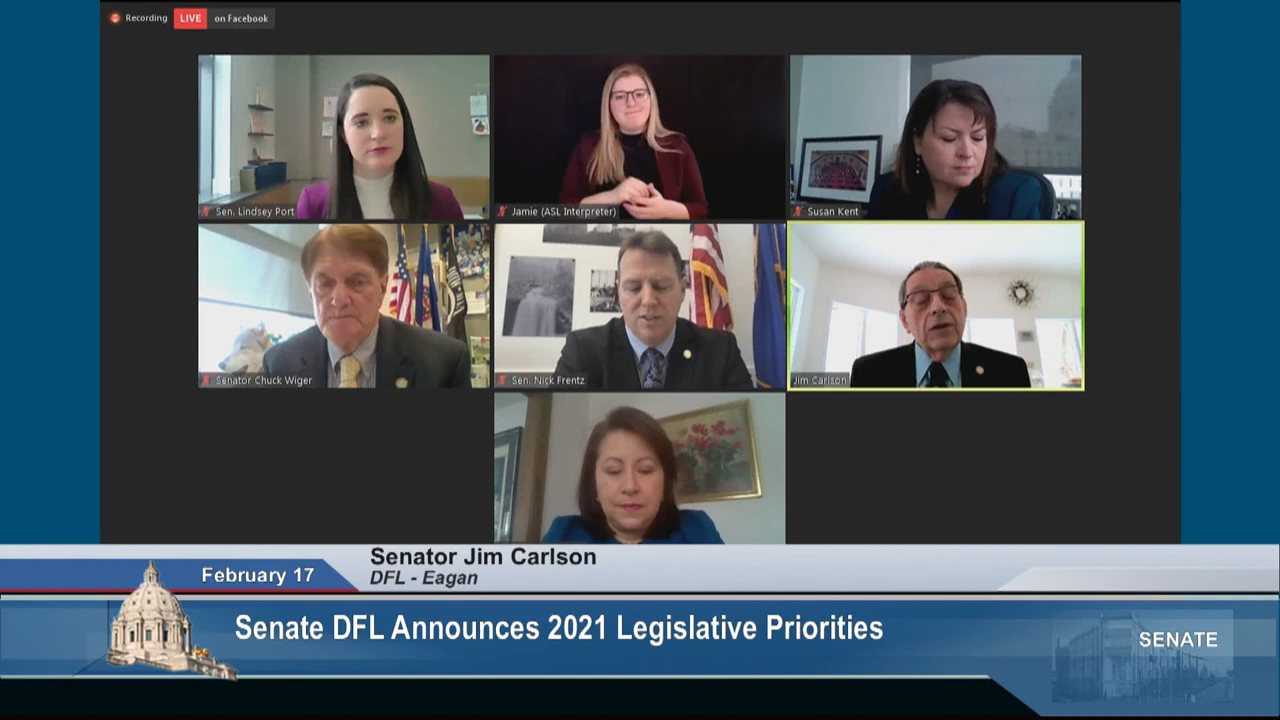 Recording LIVE on Facebook
Sen. Lindsey Port
Jamie (ASL Interpreter)
Susan Kent
Senator Chuck Wiger
Sen. Nick Frentz
Jim Carlson
Senator Jim Carlson
DFL - Eagan
February 17
Senate DFL Announces 2021 Legislative Priorities
SENATE